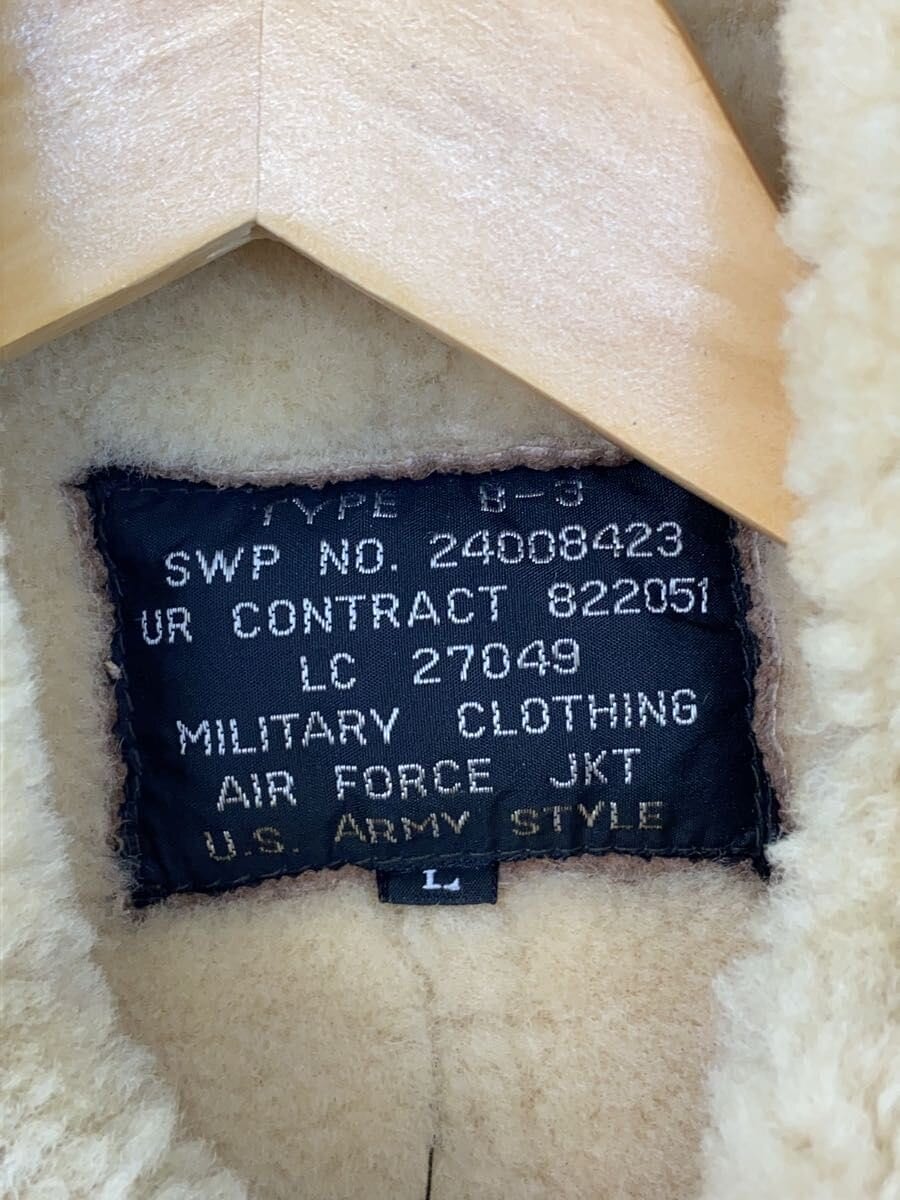 TYPE B-3
SWP NO. 24008423
UR CONTRACT 822051
LC 27049
MILITARY CLOTHING
AIR FORCE JKT
U.S. ARMY STYLE
L